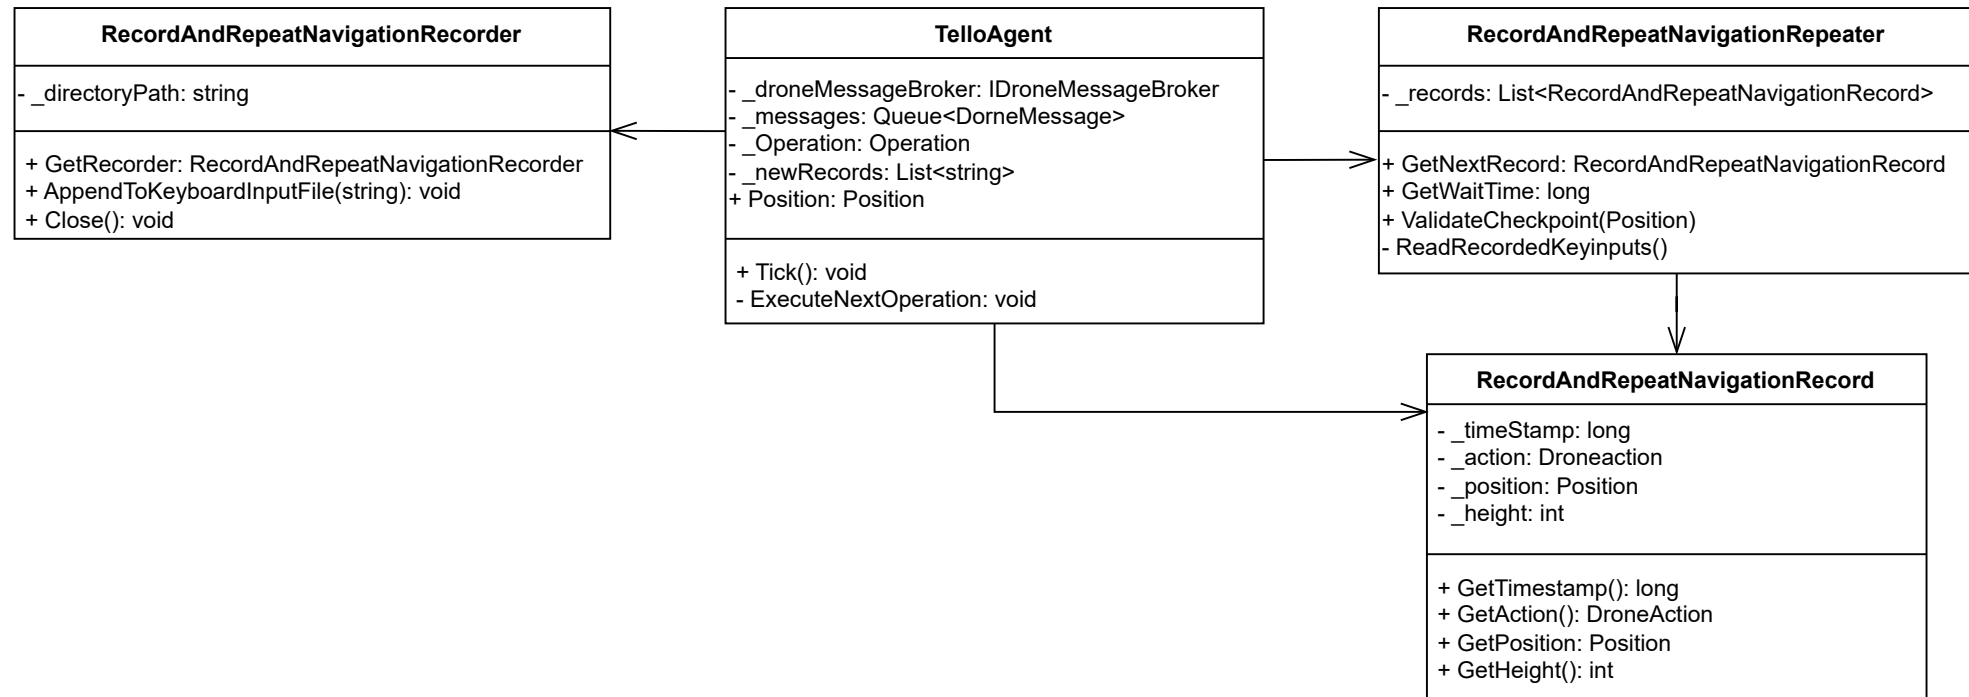 RecordAndRepeatNavigationRecorder
- _directoryPath: string
+ GetRecorder: RecordAndRepeatNavigationRecorder
+ AppendToKeyboardInputFile(string): void
+ Close(): void
TelloAgent
- _droneMessageBroker: IDroneMessageBroker
- _messages: Queue<DorneMessage>
- _Operation: Operation
- _newRecords: List<string>
+ Position: Position
+ Tick(): void
- ExecuteNextOperation: void
RecordAndRepeatNavigationRepeater
- _records: List<RecordAndRepeatNavigationRecord>
+ GetNextRecord: RecordAndRepeatNavigationRecord
+ GetWaitTime: long
+ ValidateCheckpoint(Position)
- ReadRecordedKeyinputs()
RecordAndRepeatNavigationRecord
- _timeStamp: long
- _action: Droneaction
- _position: Position
- _height: int
+ GetTimestamp(): long
+ GetAction(): DroneAction
+ GetPosition: Position
+ GetHeight(): int